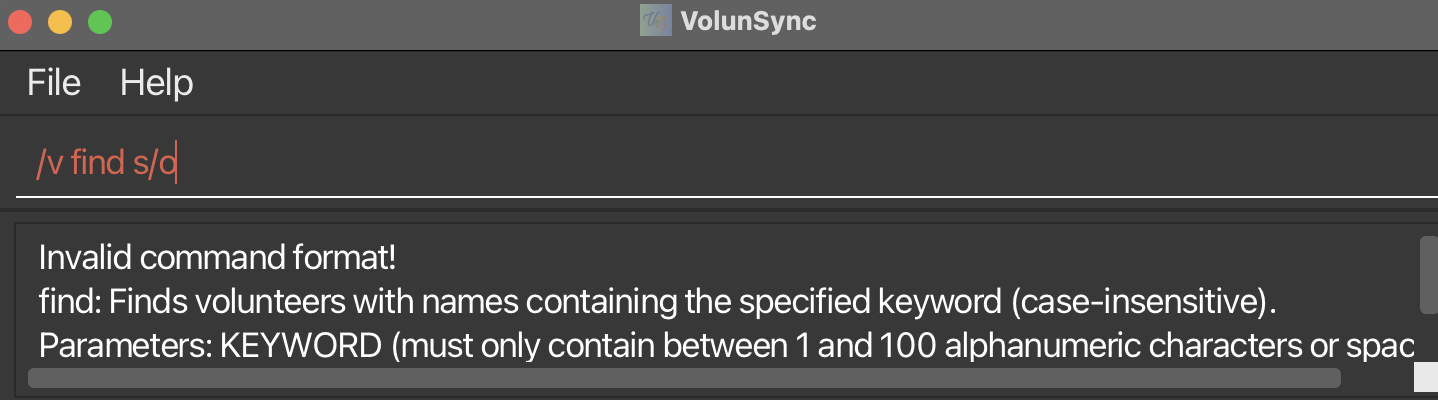 VolunSync
File Help
/v find s/o
Invalid command format!
find: Finds volunteers with names containing the specified keyword (case-insensitive).
Parameters: KEYWORD (must only contain between 1 and 100 alphanumeric characters or spac